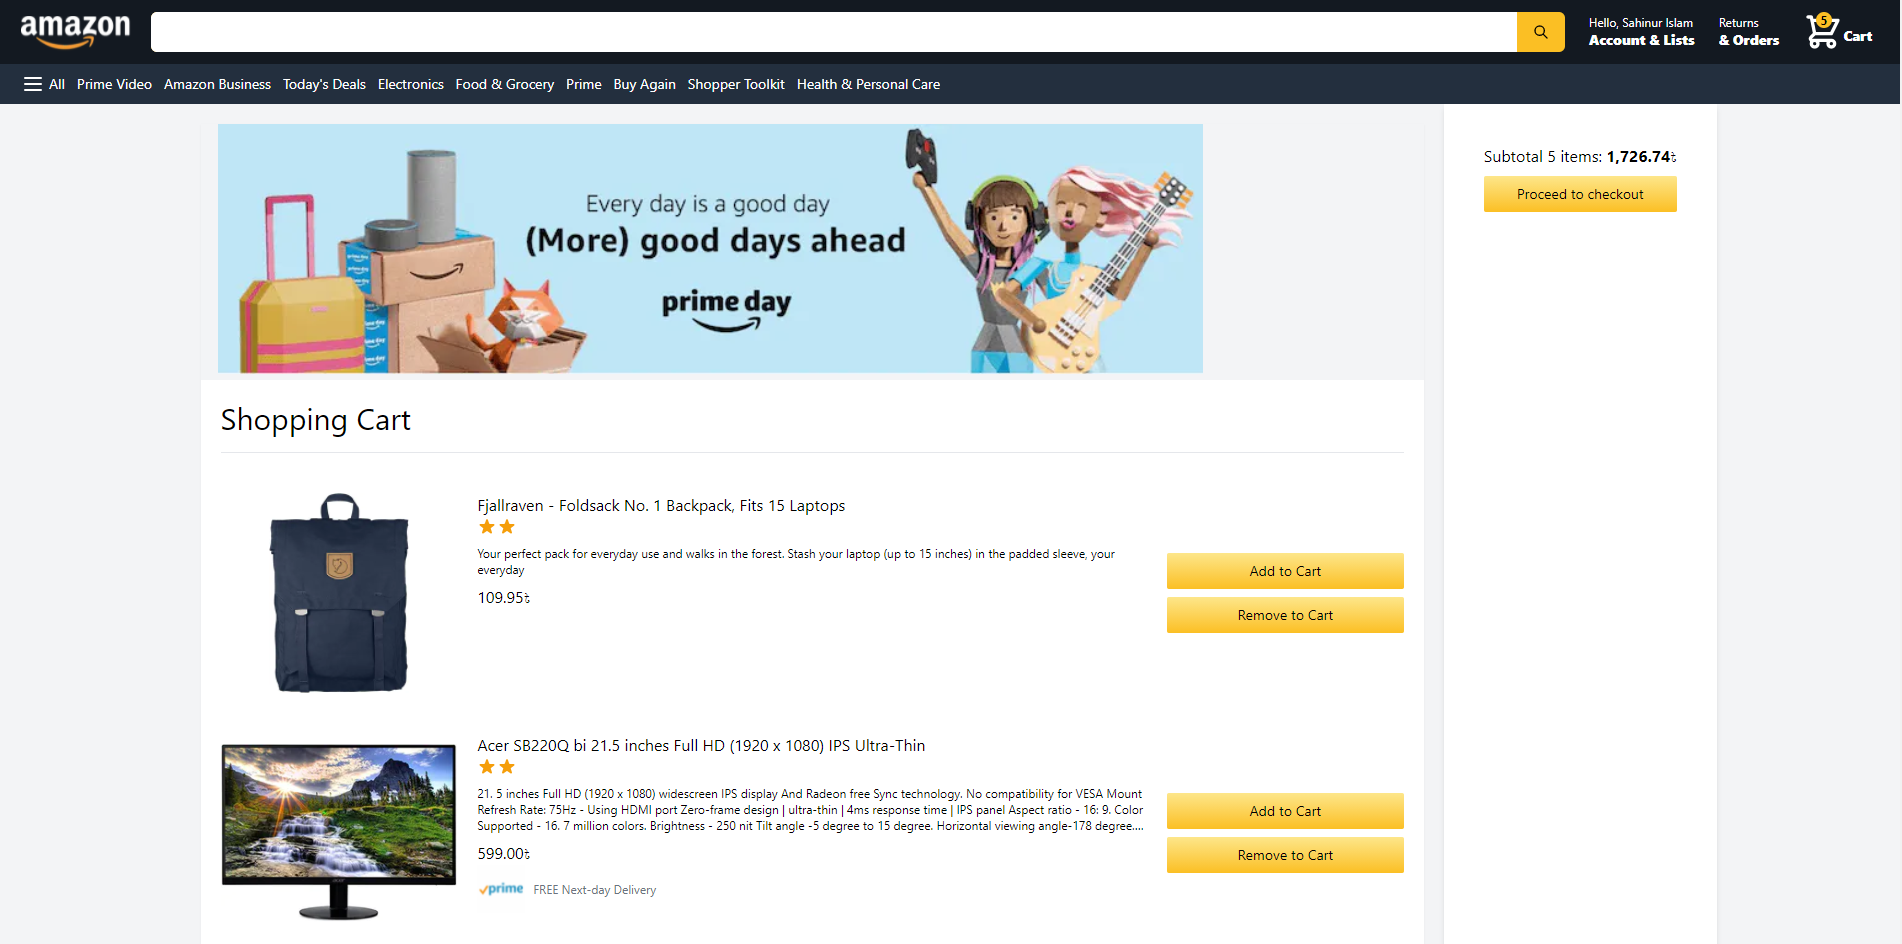 amazon
Hello, Sahinur Islam
Account & Lists
Returns
& Orders
5
Cart
All Prime Video Amazon Business Today's Deals Electronics Food & Grocery Prime Buy Again Shopper Toolkit Health & Personal Care
Every day is a good day
(More) good days ahead
prime day
Subtotal 5 items: 1,726.74৳
Proceed to checkout
Shopping Cart
Fjallraven - Foldsack No. 1 Backpack, Fits 15 Laptops
Your perfect pack for everyday use and walks in the forest. Stash your laptop (up to 15 inches) in the padded sleeve, your
everyday
109.95৳
Add to Cart
Remove to Cart
Acer SB220Q bi 21.5 inches Full HD (1920 x 1080) IPS Ultra-Thin
21. 5 inches Full HD (1920 x 1080) widescreen IPS display And Radeon free Sync technology. No compatibility for VESA Mount
Refresh Rate: 75Hz - Using HDMI port Zero-frame design | ultra-thin | 4ms response time | IPS panel Aspect ratio - 16: 9. Color
Supported - 16. 7 million colors. Brightness - 250 nit Tilt angle -5 degree to 15 degree. Horizontal viewing angle-178 degree....
599.00৳
prime FREE Next-day Delivery
Add to Cart
Remove to Cart